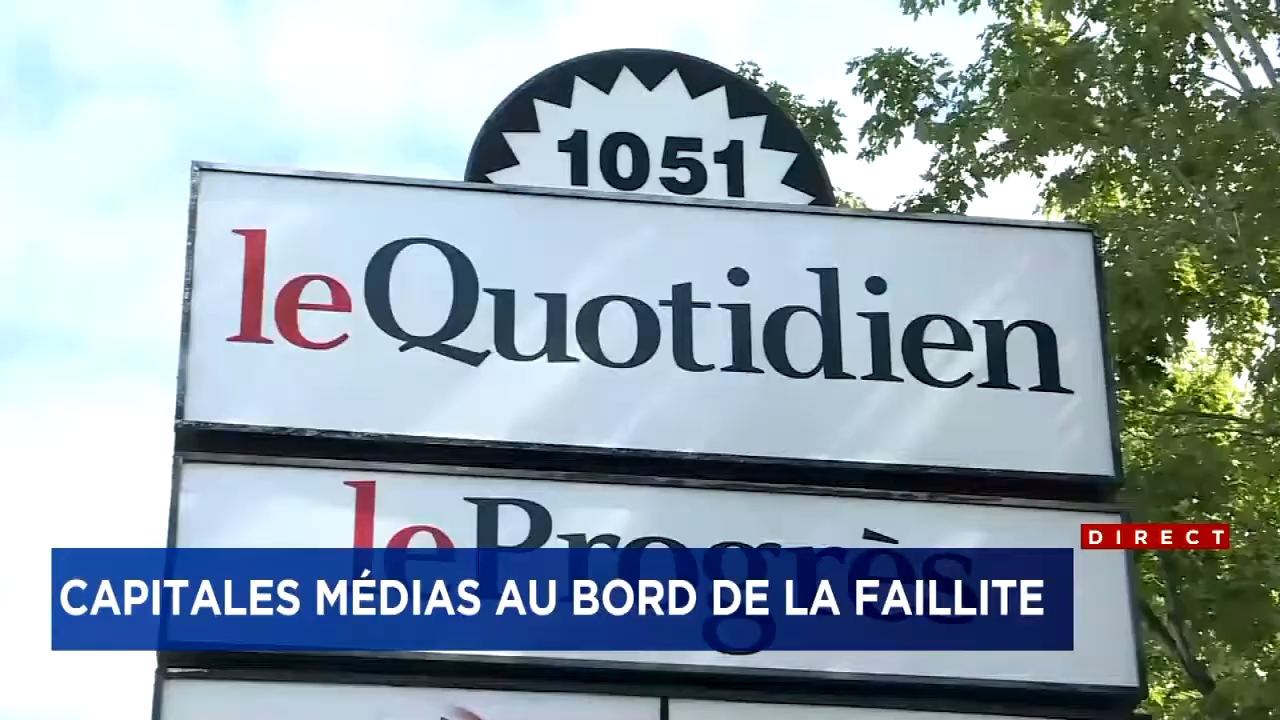 1051
le Quotidien
le Progrès
DIRECT
CAPITALES MÉDIAS AU BORD DE LA FAILLITE